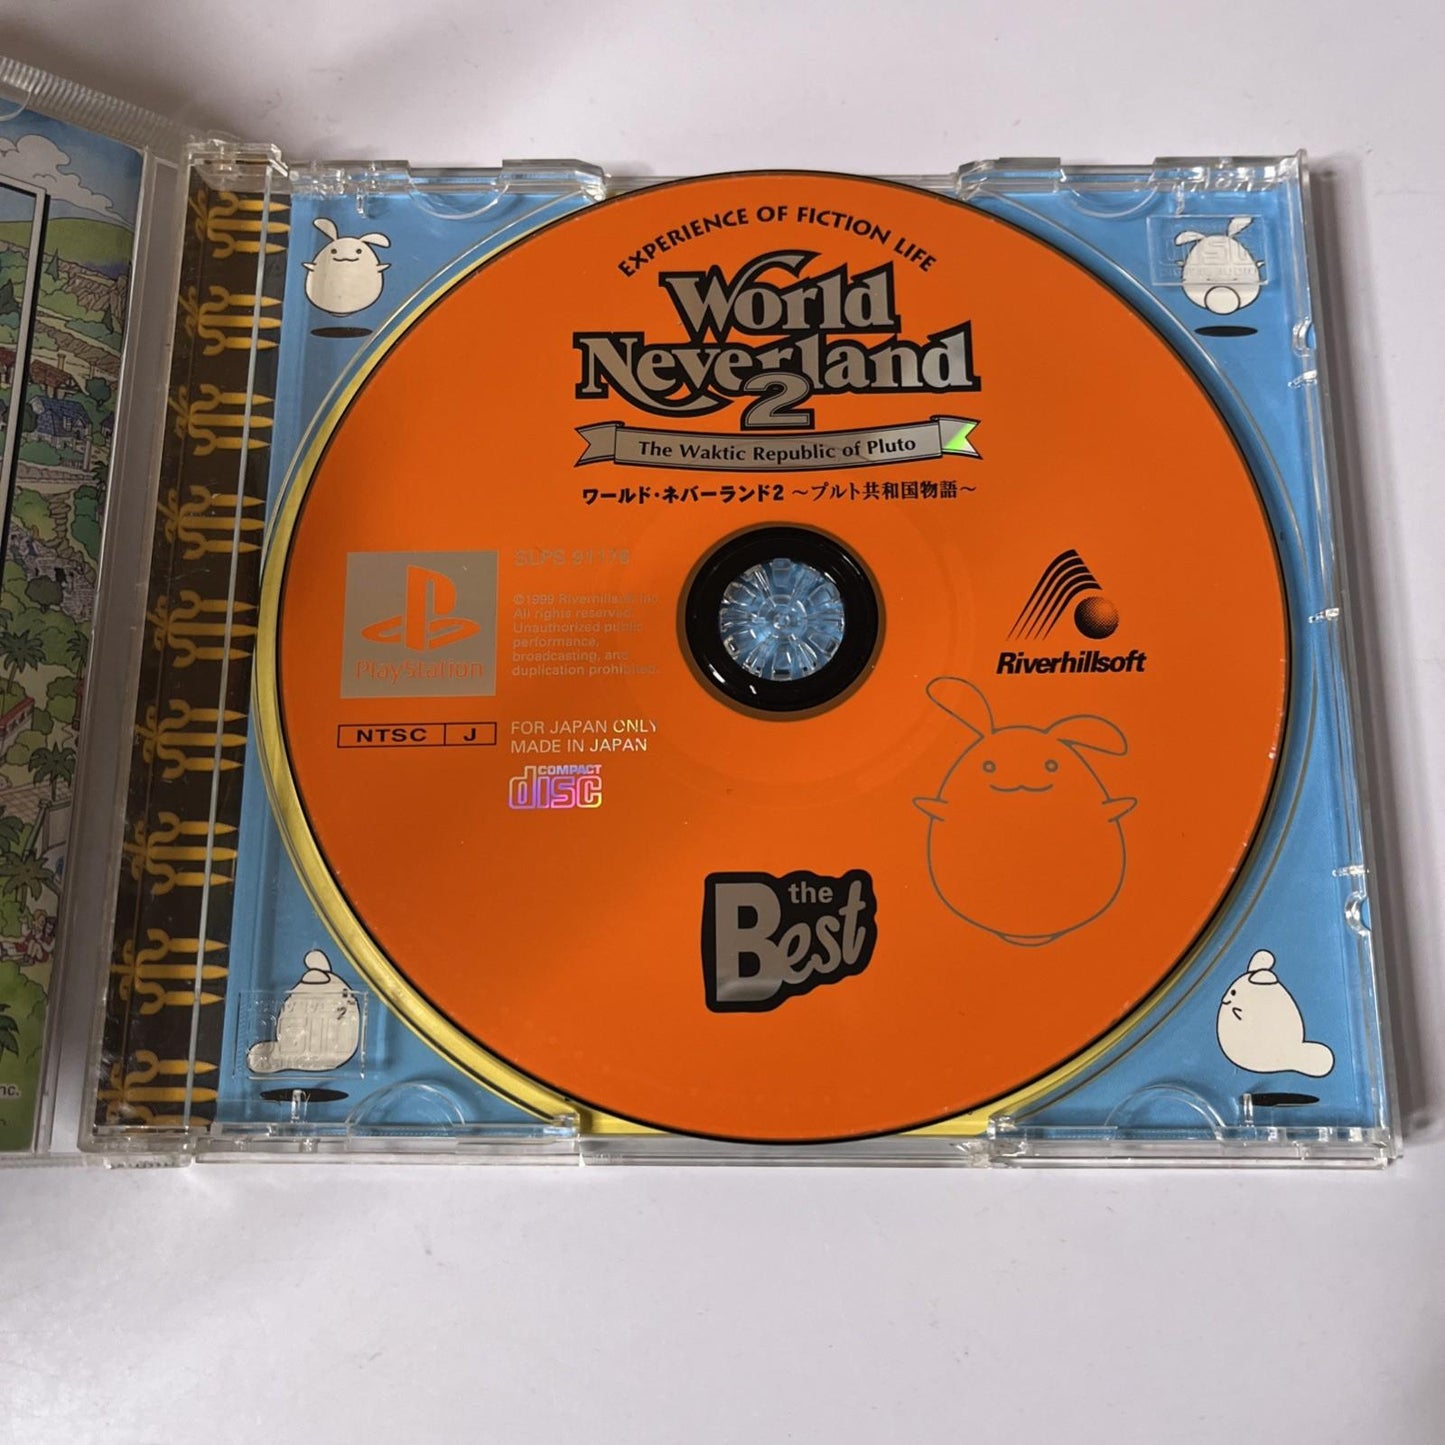 EXPERIENCE OF FICTION LIFE
World
Neverland
2
The Waktic Republic of Pluto
ワールド・ネバーランド2 ～プルト共和国物語～
SLPS 91176
©1999 Riverhillsoft Inc.
All rights reserved.
Unauthorized public
performance,
broadcasting, and
duplication prohibited.
PlayStation
Riverhillsoft
NTSC J
FOR JAPAN ONLY
MADE IN JAPAN
COMPACT
disc
the
Best
nc.